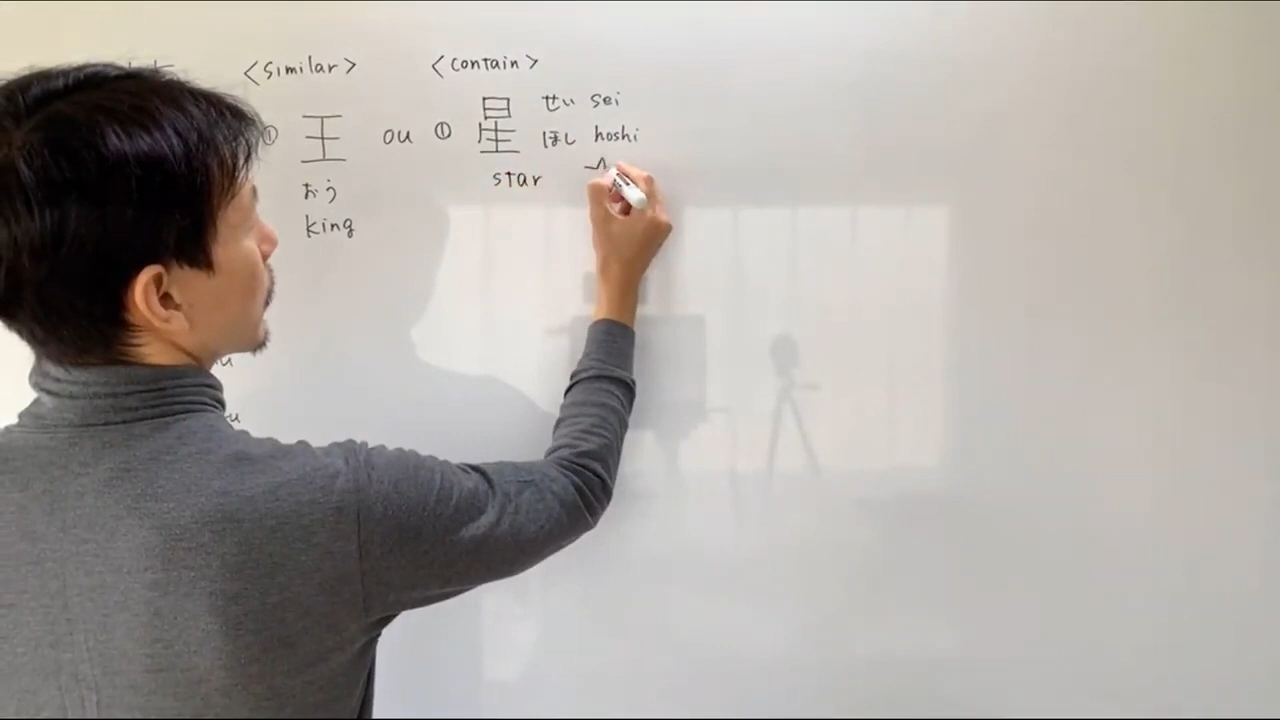 <Similar>
<Contain>
① 王 ou
おう
king
① 星
せい sei
ほし hoshi
star